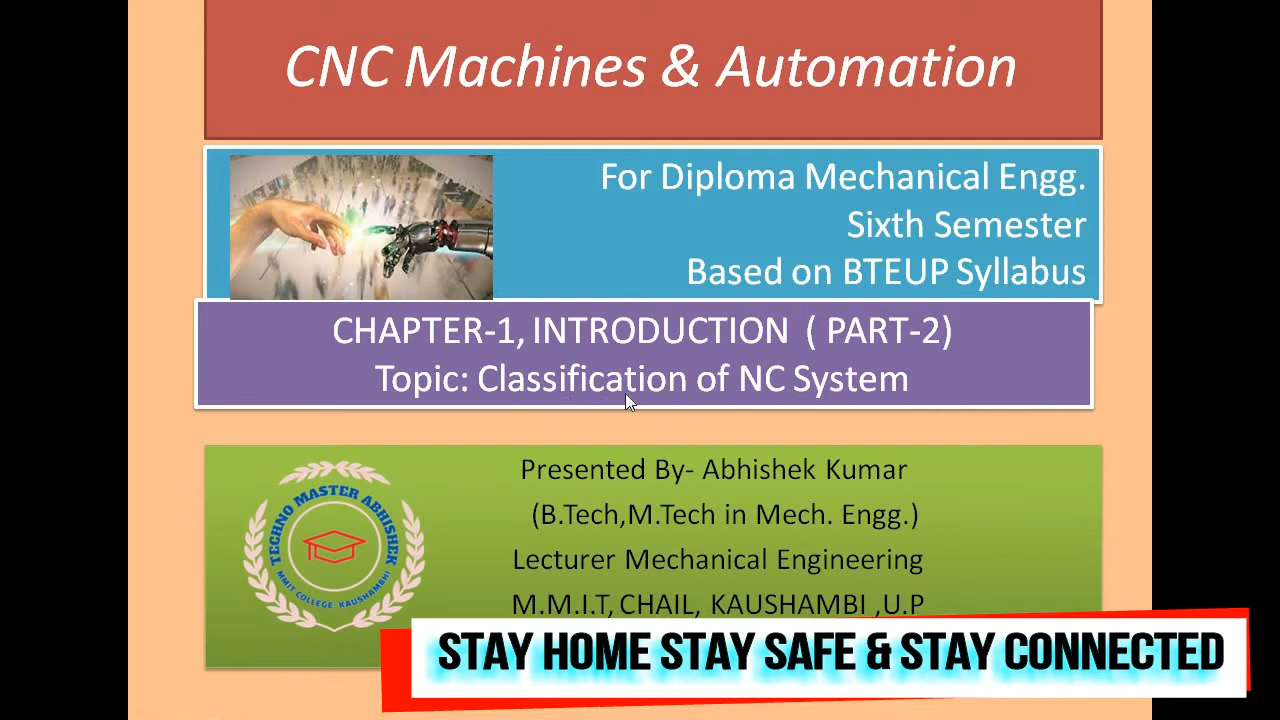 CNC Machines & Automation
For Diploma Mechanical Engg.
Sixth Semester
Based on BTEUP Syllabus
CHAPTER-1, INTRODUCTION ( PART-2)
Topic: Classification of NC System
TECHNO MASTER ABHISHEK
MMIT COLLEGE, KAUSHAMBHI
Presented By- Abhishek Kumar
(B.Tech,M.Tech in Mech. Engg.)
Lecturer Mechanical Engineering
M.M.I.T, CHAIL, KAUSHAMBI ,U.P
STAY HOME STAY SAFE & STAY CONNECTED